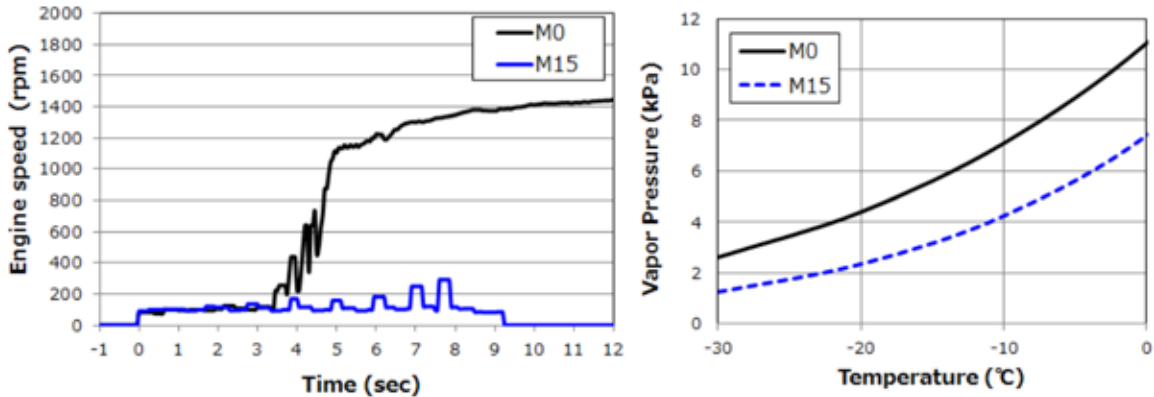 Engine speed (rpm)
2000
1800
1600
1400
1200
1000
800
600
400
200
0
M0
M15
-1 0 1 2 3 4 5 6 7 8 9 10 11 12
Time (sec)
Vapor Pressure (kPa)
12
10
8
6
4
2
0
M0
M15
-30 -20 -10 0
Temperature (℃)